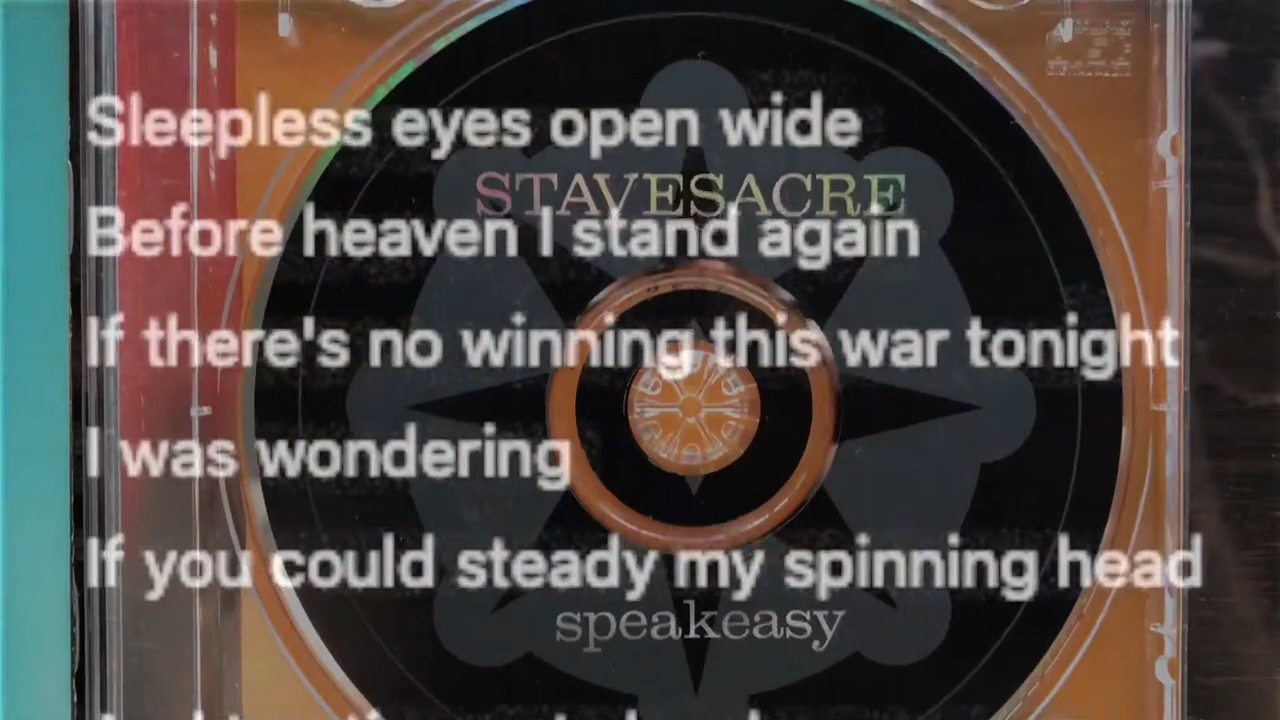 Sleepless eyes open wide
STAVESACRE
Before heaven I stand again
If there's no winning this war tonight
I was wondering
If you could steady my spinning head
speakeasy